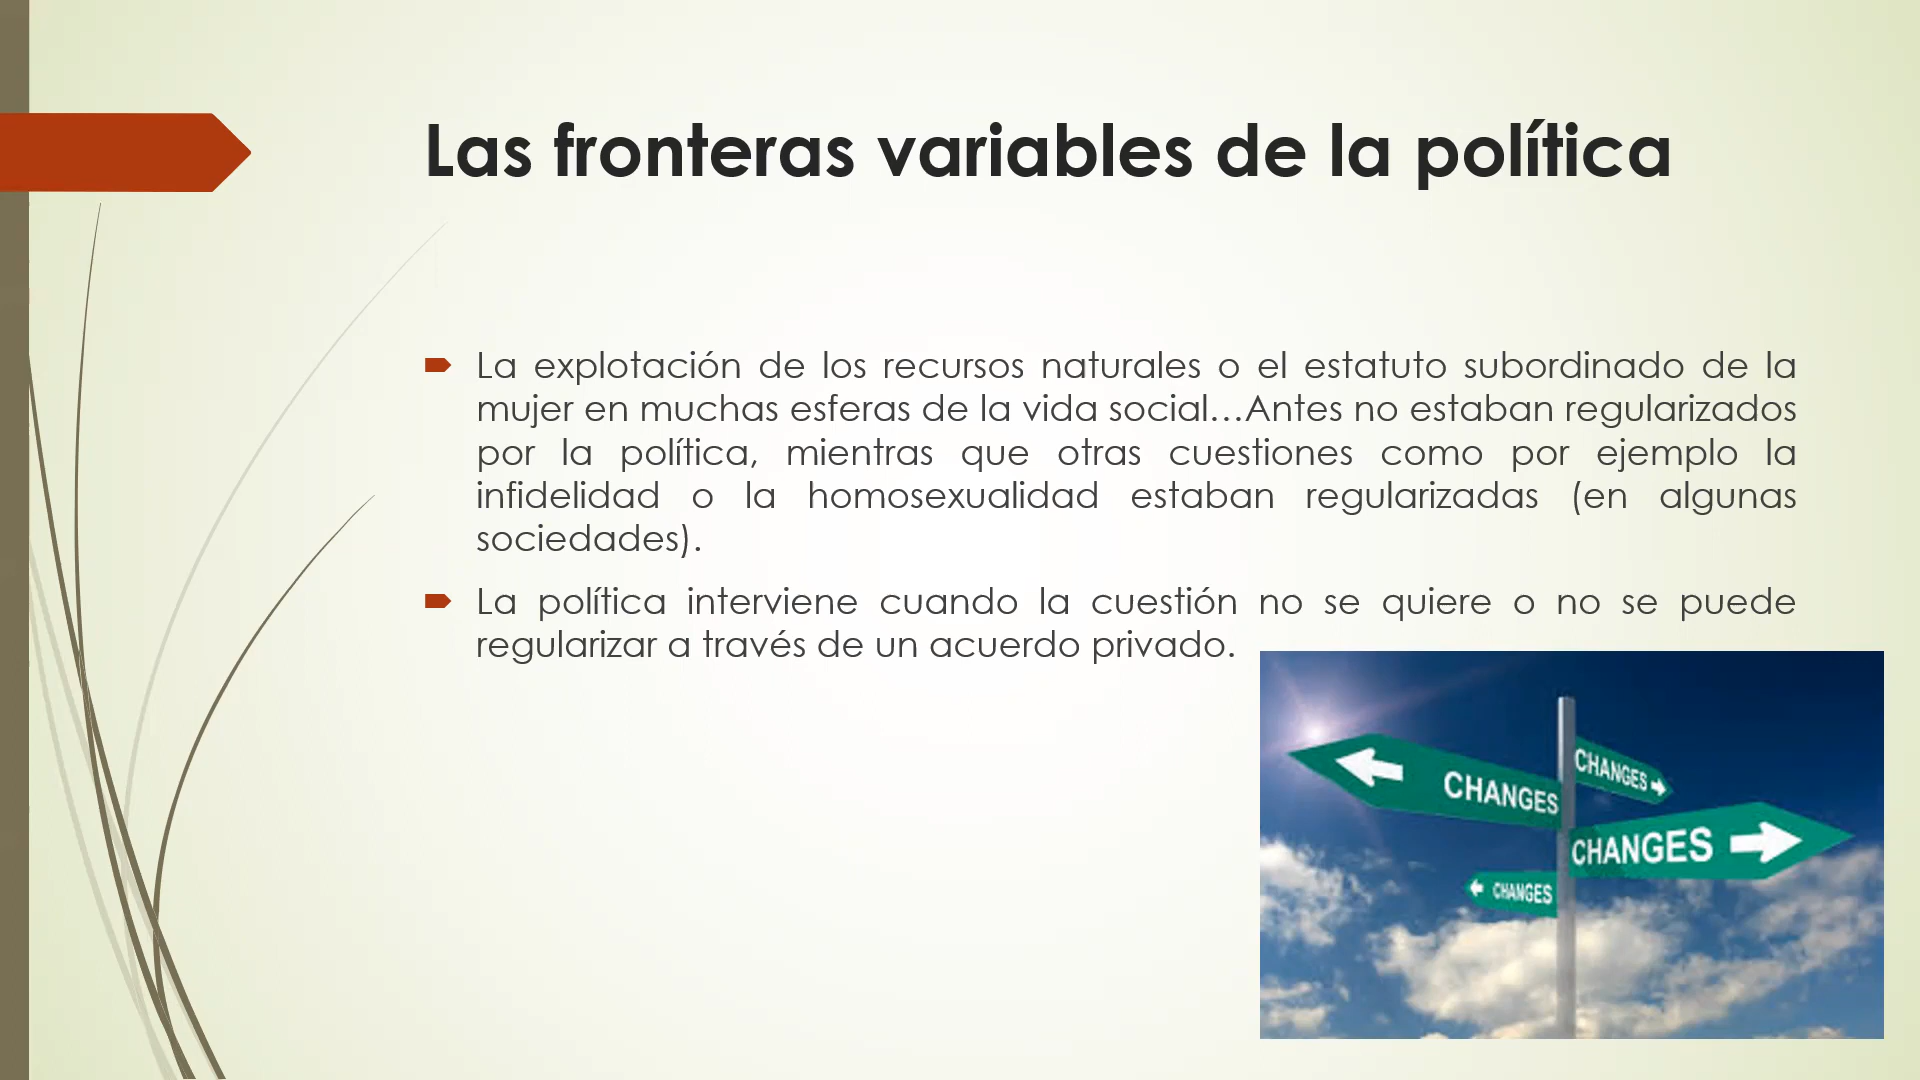 Las fronteras variables de la política
La explotación de los recursos naturales o el estatuto subordinado de la
mujer en muchas esferas de la vida social…Antes no estaban regularizados
por la política, mientras que otras cuestiones como por ejemplo la
infidelidad o la homosexualidad estaban regularizadas (en algunas
sociedades).
La política interviene cuando la cuestión no se quiere o no se puede
regularizar a través de un acuerdo privado.
CHANGES
CHANGES
CHANGES
CHANGES